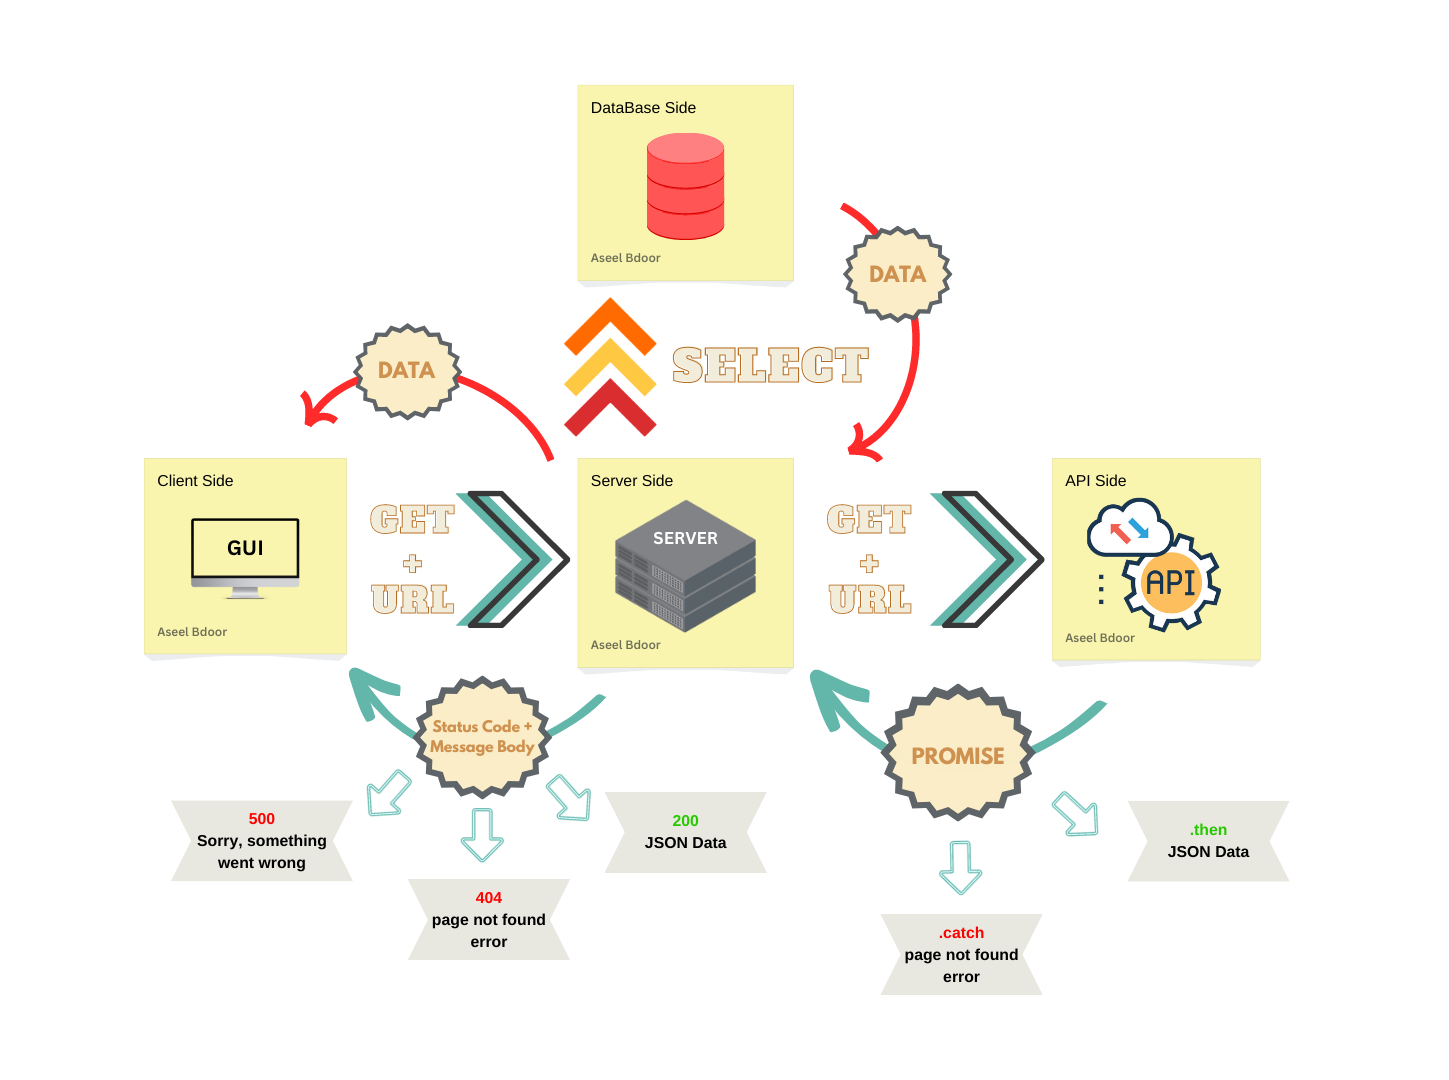 DataBase Side
Aseel Bdoor
DATA
DATA
SELECT
Client Side
GUI
Aseel Bdoor
GET
+
URL
Server Side
SERVER
Aseel Bdoor
GET
+
URL
API Side
API
Aseel Bdoor
Status Code +
Message Body
500
Sorry, something
went wrong
404
page not found
error
200
JSON Data
PROMISE
.catch
page not found
error
.then
JSON Data